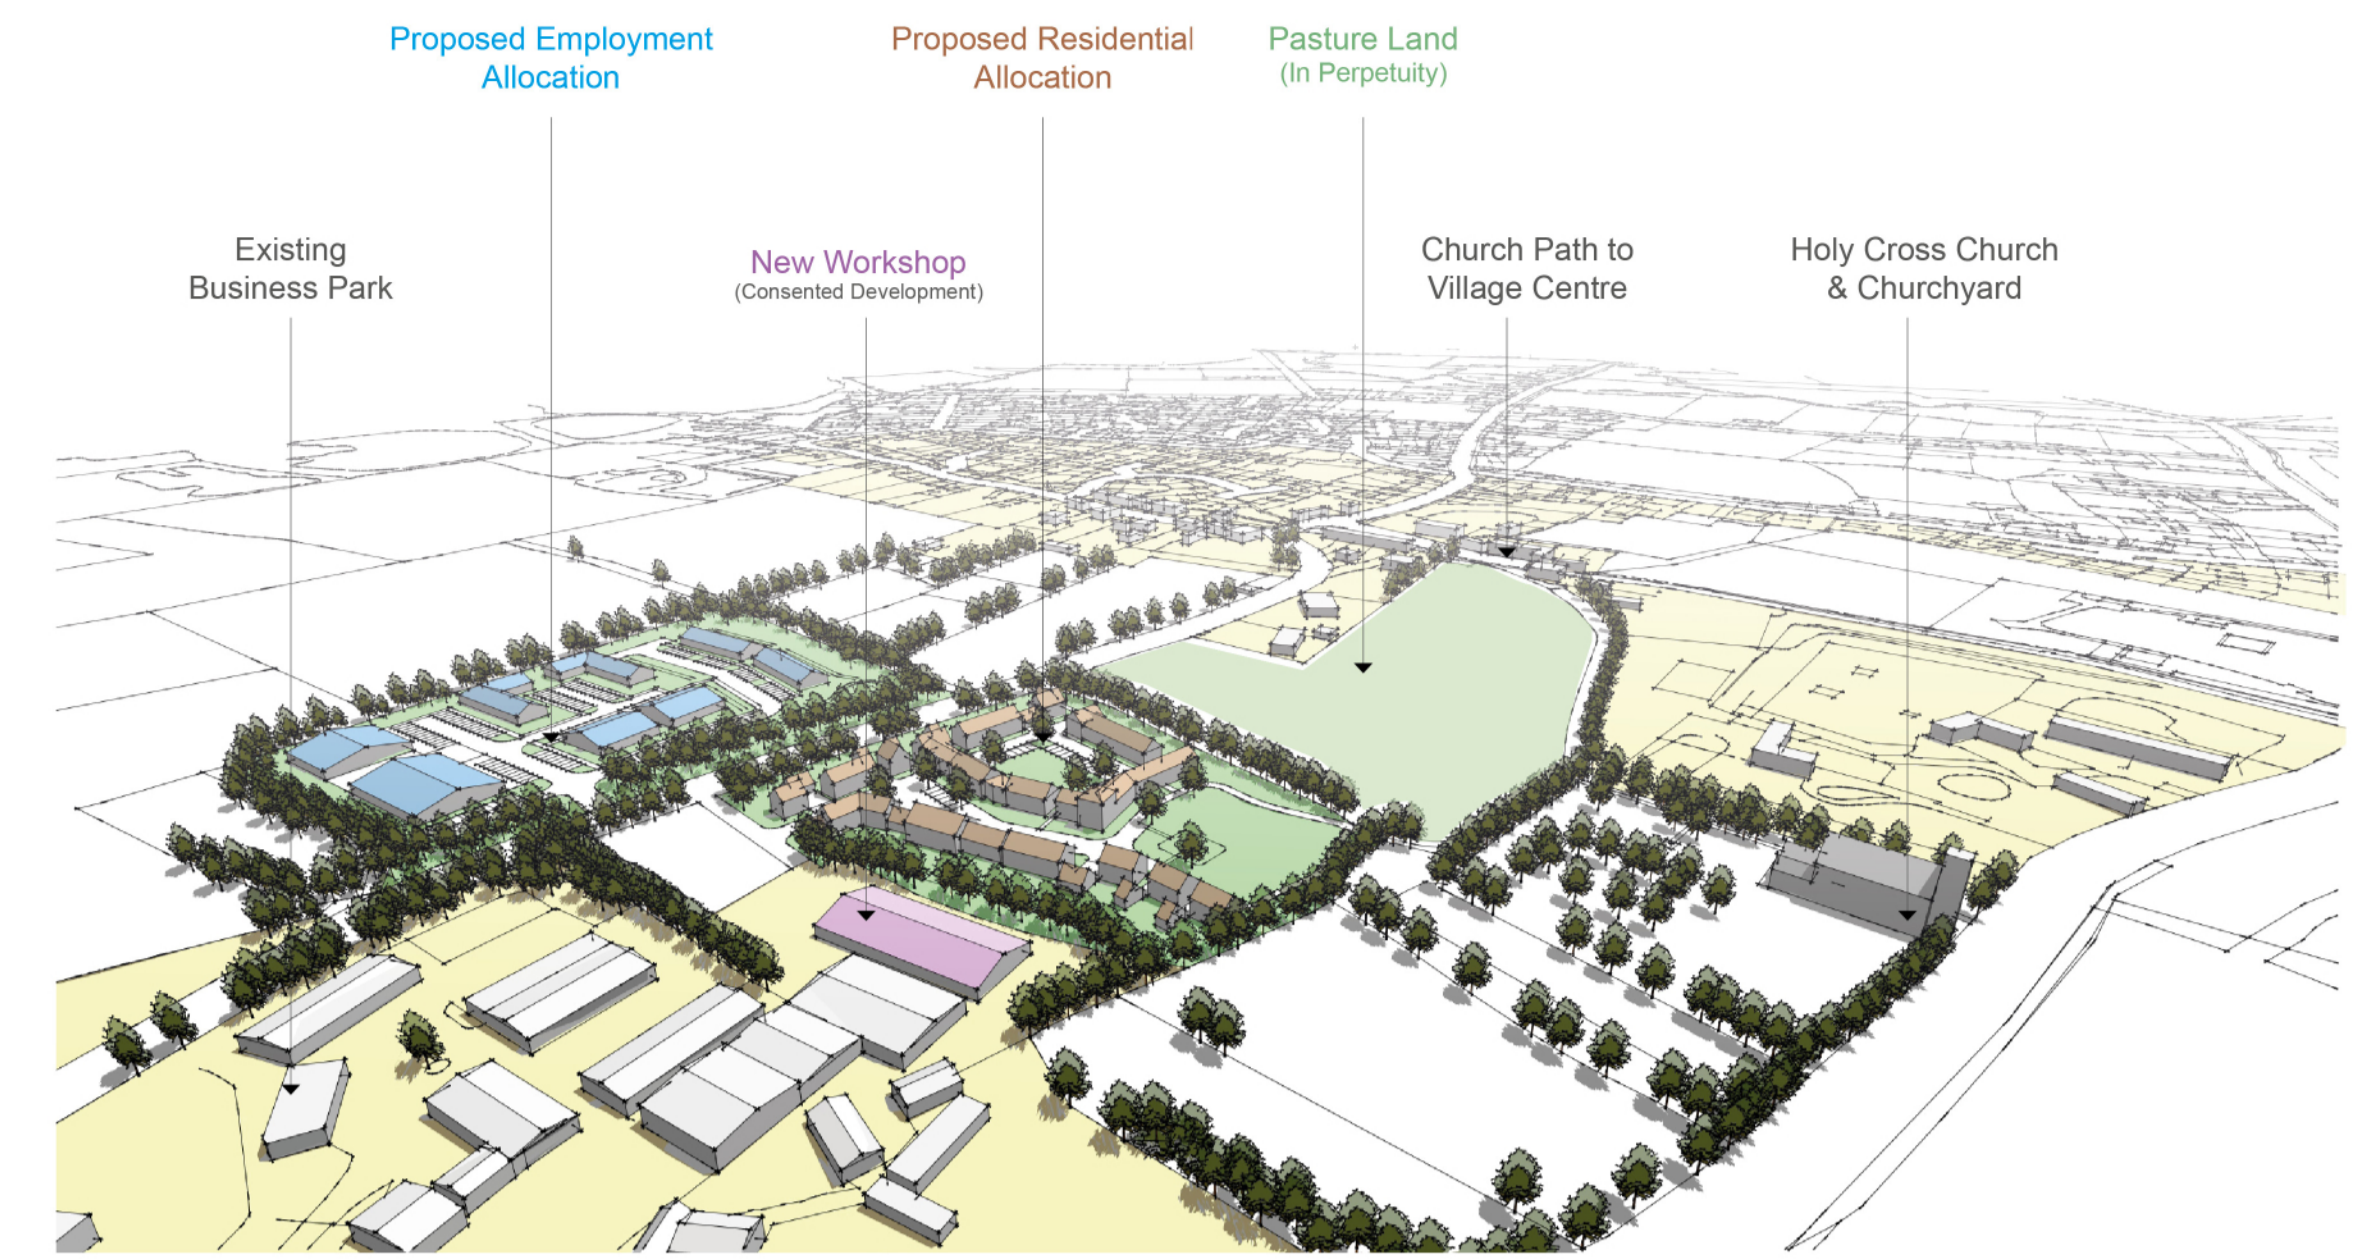 Proposed Employment
Allocation
Proposed Residential
Allocation
Pasture Land
(In Perpetuity)
Existing
Business Park
New Workshop
(Consented Development)
Church Path to
Village Centre
Holy Cross Church
& Churchyard